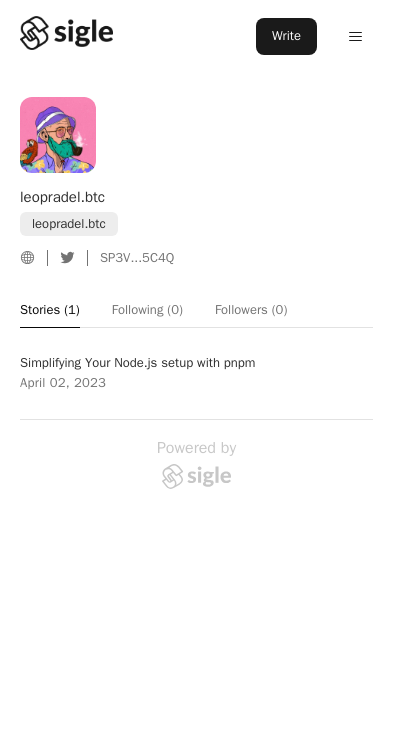 sigle
Write
leopradel.btc
leopradel.btc
SP3V...5C4Q
Stories (1)
Following (0)
Followers (0)
Simplifying Your Node.js setup with pnpm
April 02, 2023
Powered by
sigle